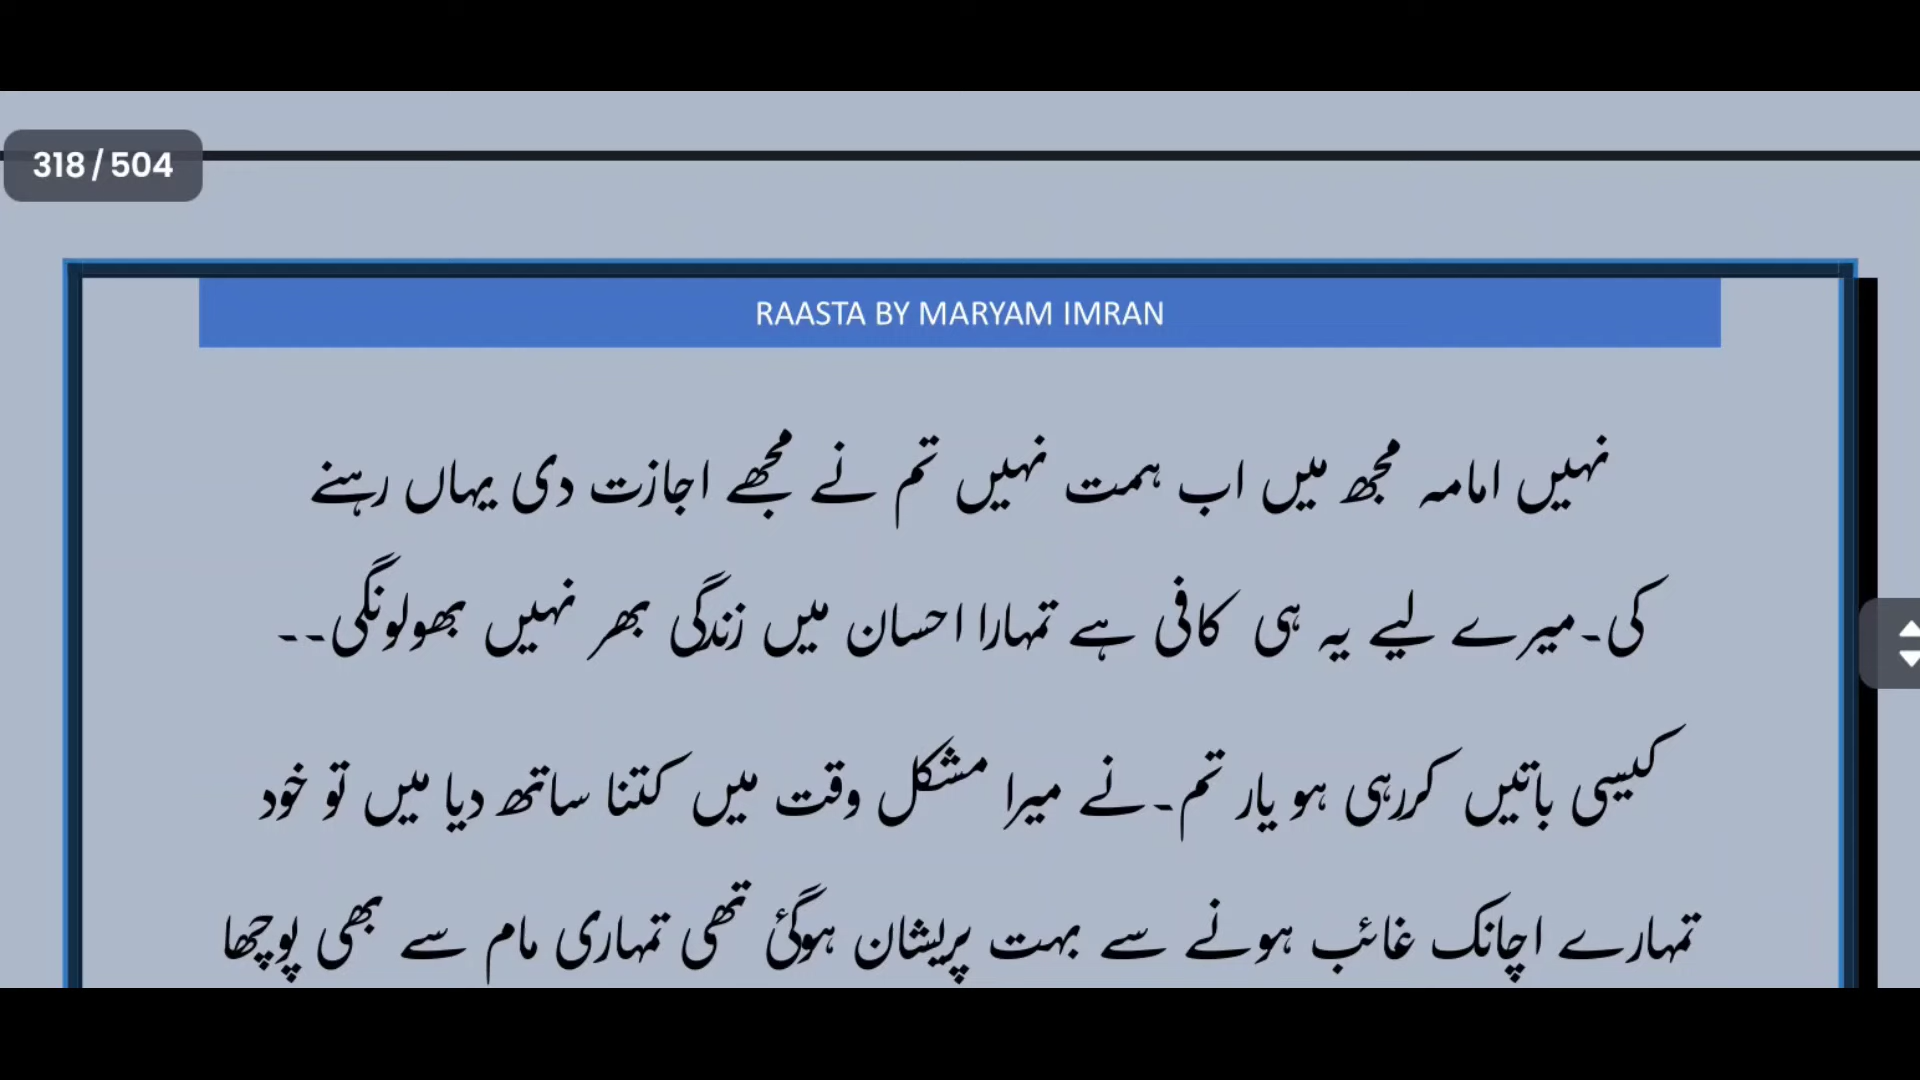 318/504
RAASTA BY MARYAM IMRAN
نہیں امامہ مجھ میں اب ہمت نہیں تم نے مجھے اجازت دی یہاں رہنے
کی۔میرے لیے یہ ہی کافی ہے تمہارا احسان میں زندگی بھر نہیں بھولونگی۔۔
کیسی باتیں کررہی ہو یار تم۔نے میرا مشکل وقت میں کتنا ساتھ دیا میں تو خود
تمہارے اچانک غائب ہونے سے بہت پریشان ہوگئ تھی تمہاری مام سے بھی پوچھا